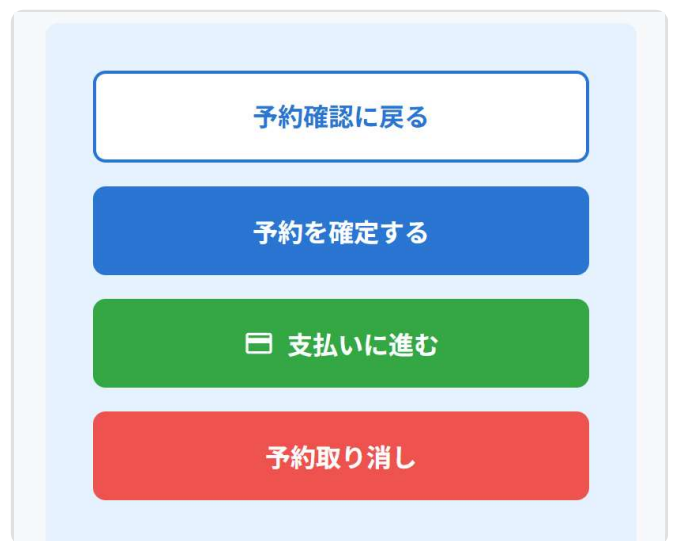 予約確認に戻る
予約を確定する
支払いに進む
予約取り消し